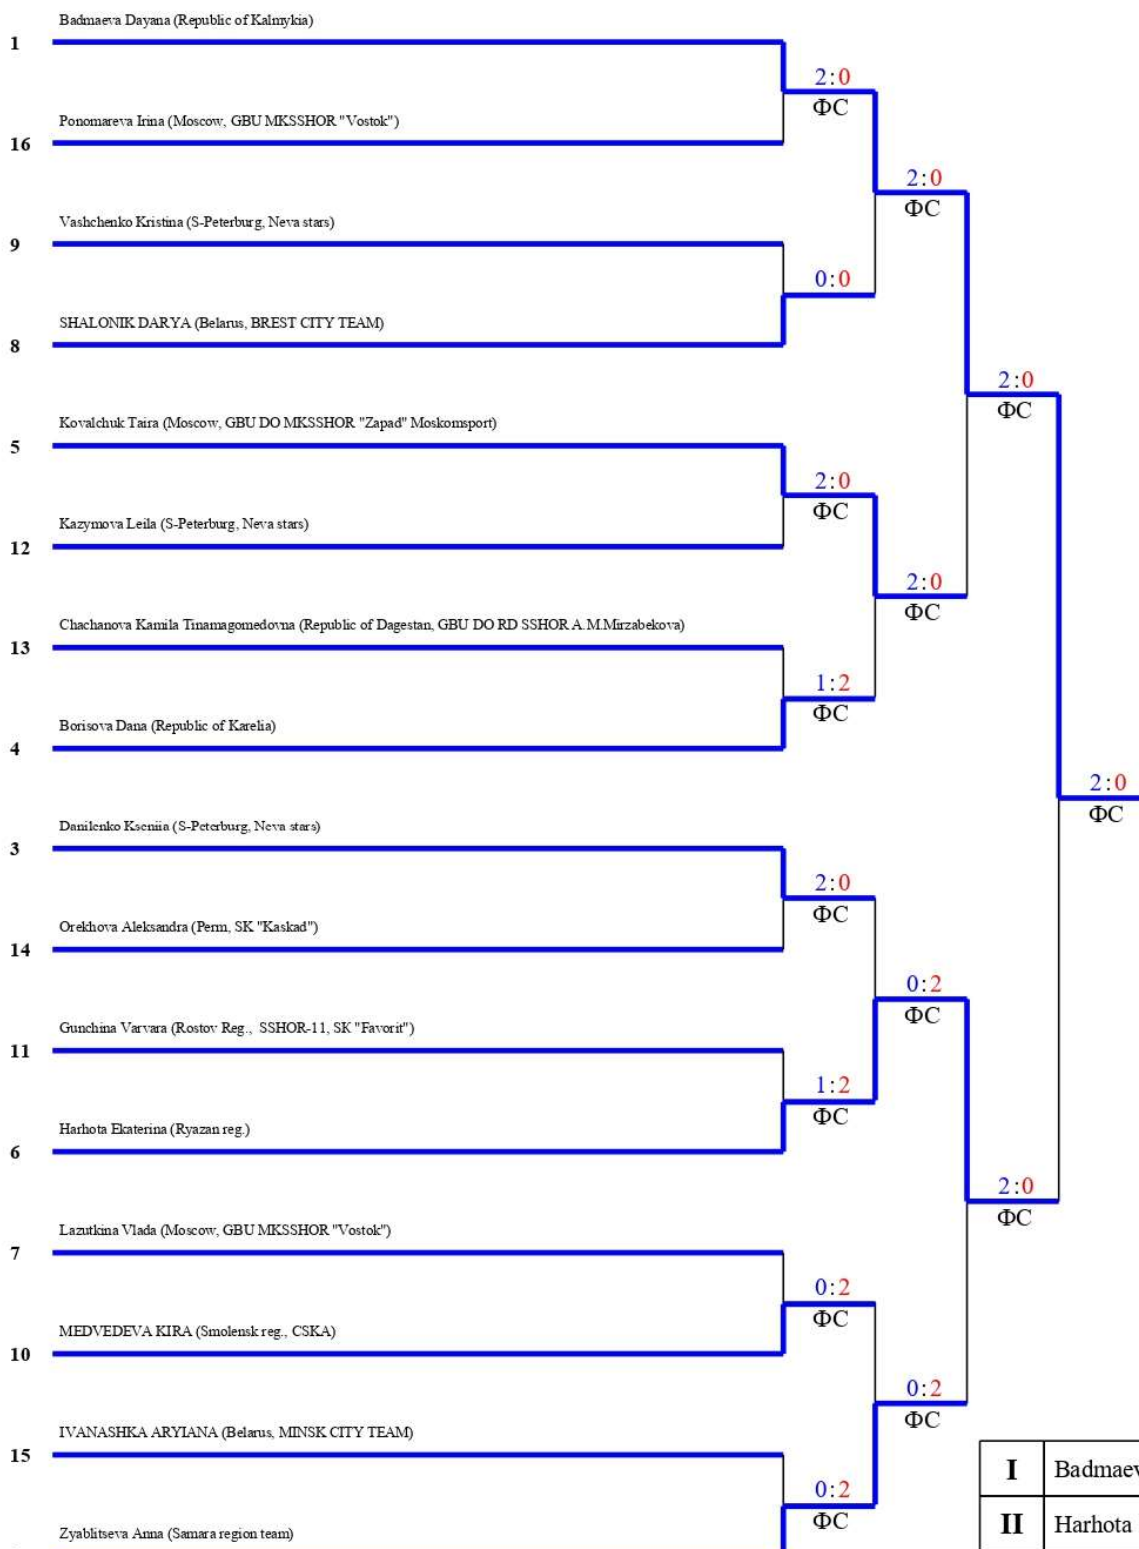 Badmaeva Dayana (Republic of Kalmykia)
1
2:0
ФС
Ponomareva Irina (Moscow, GBU MKSSHOR "Vostok")
16
2:0
ФС
Vashchenko Kristina (S-Peterburg, Neva stars)
9
0:0
SHALONIK DARYA (Belarus, BREST CITY TEAM)
8
2:0
ФС
Kovalchuk Taira (Moscow, GBU DO MKSSHOR "Zapad" Moskomsport)
5
2:0
ФС
Kazymova Leila (S-Peterburg, Neva stars)
12
2:0
ФС
Chachanova Kamila Tinamagomedovna (Republic of Dagestan, GBU DO RD SSHOR A.M.Mirzabekova)
13
1:2
ФС
Borisova Dana (Republic of Karelia)
4
2:0
ФС
Danilenko Kseniia (S-Peterburg, Neva stars)
3
2:0
ФС
Orekhova Aleksandra (Perm, SK "Kaskad")
14
0:2
ФС
Gunchina Varvara (Rostov Reg., SSHOR-11, SK "Favorit")
11
1:2
ФС
Harhota Ekaterina (Ryazan reg.)
6
2:0
ФС
Lazutkina Vlada (Moscow, GBU MKSSHOR "Vostok")
7
0:2
ФС
MEDVEDEVA KIRA (Smolensk reg., CSKA)
10
0:2
ФС
IVANASHKA ARYIANA (Belarus, MINSK CITY TEAM)
15
I Badmaev
0:2
ФС
II Harhota
Zyablitseva Anna (Samara region team)